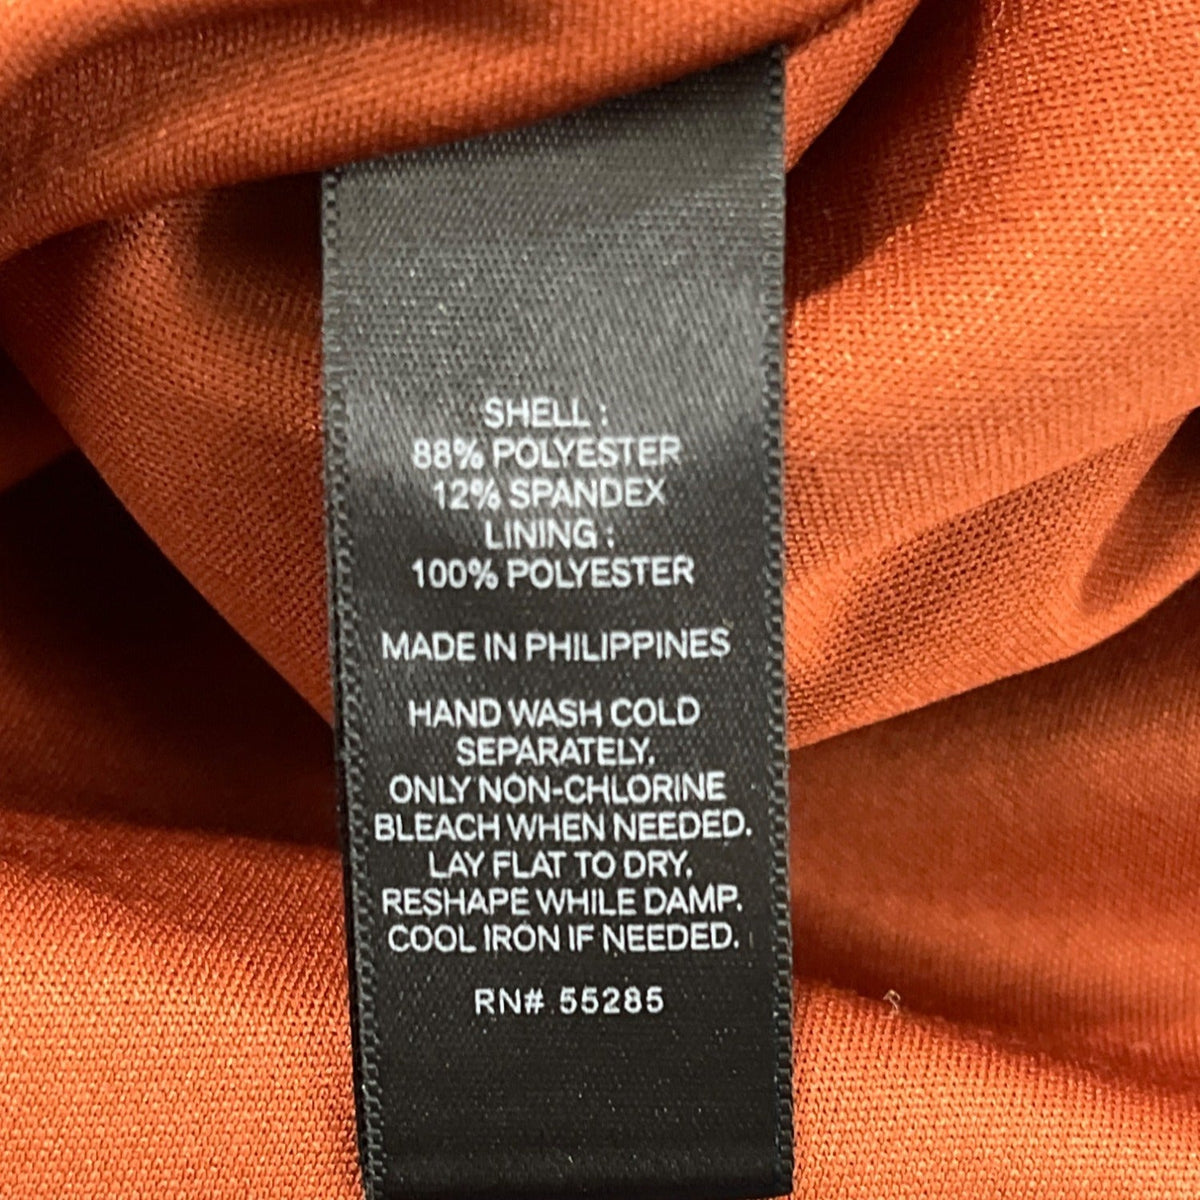 SHELL :
88% POLYESTER
12% SPANDEX
LINING :
100% POLYESTER
MADE IN PHILIPPINES
HAND WASH COLD
SEPARATELY.
ONLY NON-CHLORINE
BLEACH WHEN NEEDED.
LAY FLAT TO DRY.
RESHAPE WHILE DAMP.
COOL IRON IF NEEDED.
RN# 55285